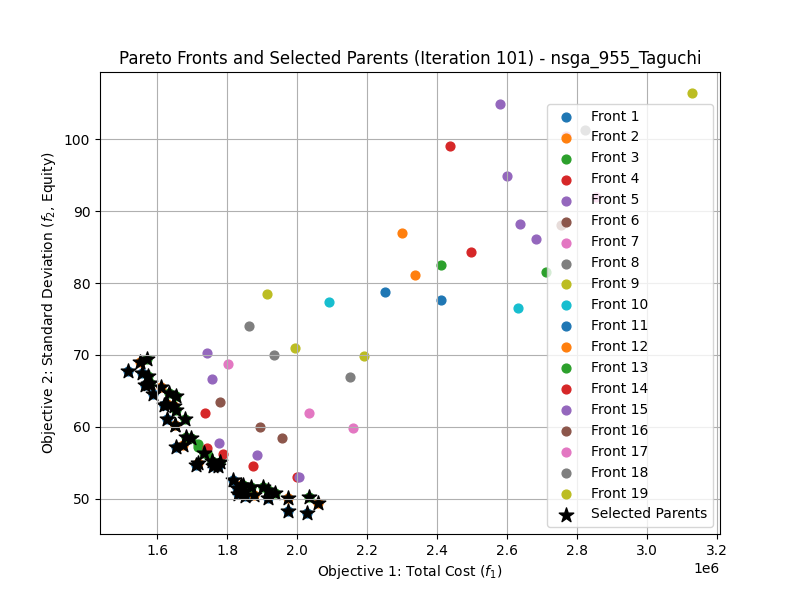 Pareto Fronts and Selected Parents (Iteration 101) - nsga_955_Taguchi
Objective 2: Standard Deviation (f₂, Equity)
100
90
80
70
60
50
Front 1
Front 2
Front 3
Front 4
Front 5
Front 6
Front 7
Front 8
Front 9
Front 10
Front 11
Front 12
Front 13
Front 14
Front 15
Front 16
Front 17
Front 18
Front 19
Selected Parents
1.6 1.8 2.0 2.2 2.4 2.6 2.8 3.0 3.2
1e6
Objective 1: Total Cost (f₁)